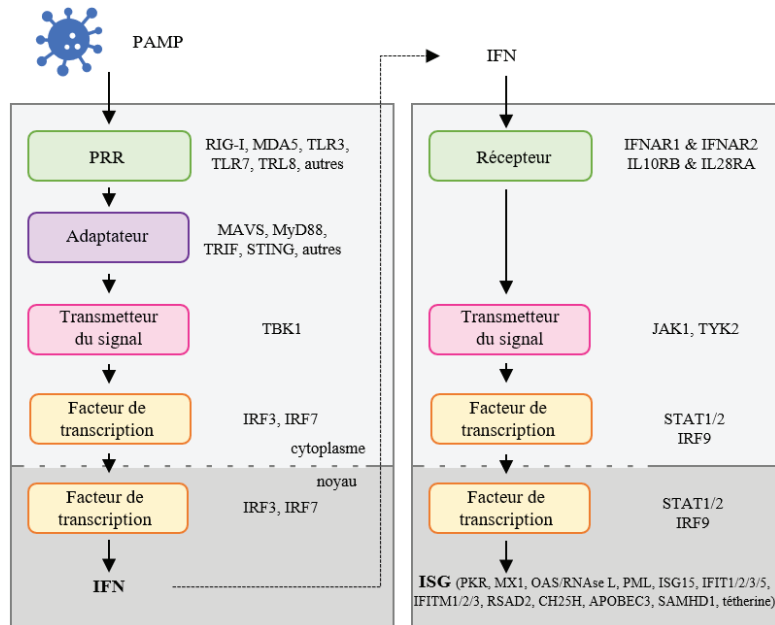 PAMP
PRR
RIG-I, MDA5, TLR3,
TLR7, TRL8, autres
Adaptateur
MAVS, MyD88,
TRIF, STING, autres
Transmetteur
du signal
TBK1
Facteur de
transcription
IRF3, IRF7
cytoplasme
noyau
Facteur de
transcription
IRF3, IRF7
IFN
IFN
Récepteur
IFNAR1 & IFNAR2
IL10RB & IL28RA
Transmetteur
du signal
JAK1, TYK2
Facteur de
transcription
STAT1/2
IRF9
Facteur de
transcription
STAT1/2
IRF9
ISG (PKR, MX1, OAS/RNAse L, PML, ISG15, IFIT1/2/3/5,
IFITM1/2/3, RSAD2, CH25H, APOBEC3, SAMHD1, tétherine)